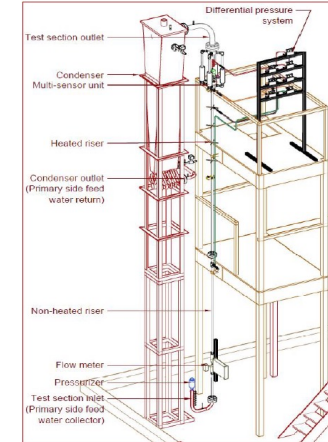 Differential pressure
system
Test section outlet
Condenser
Multi-sensor unit
Heated riser
Condenser outlet
(Primary side feed
water return)
Non-heated riser
Flow meter
Pressurizer
Test section inlet
(Primary side feed
water collector)